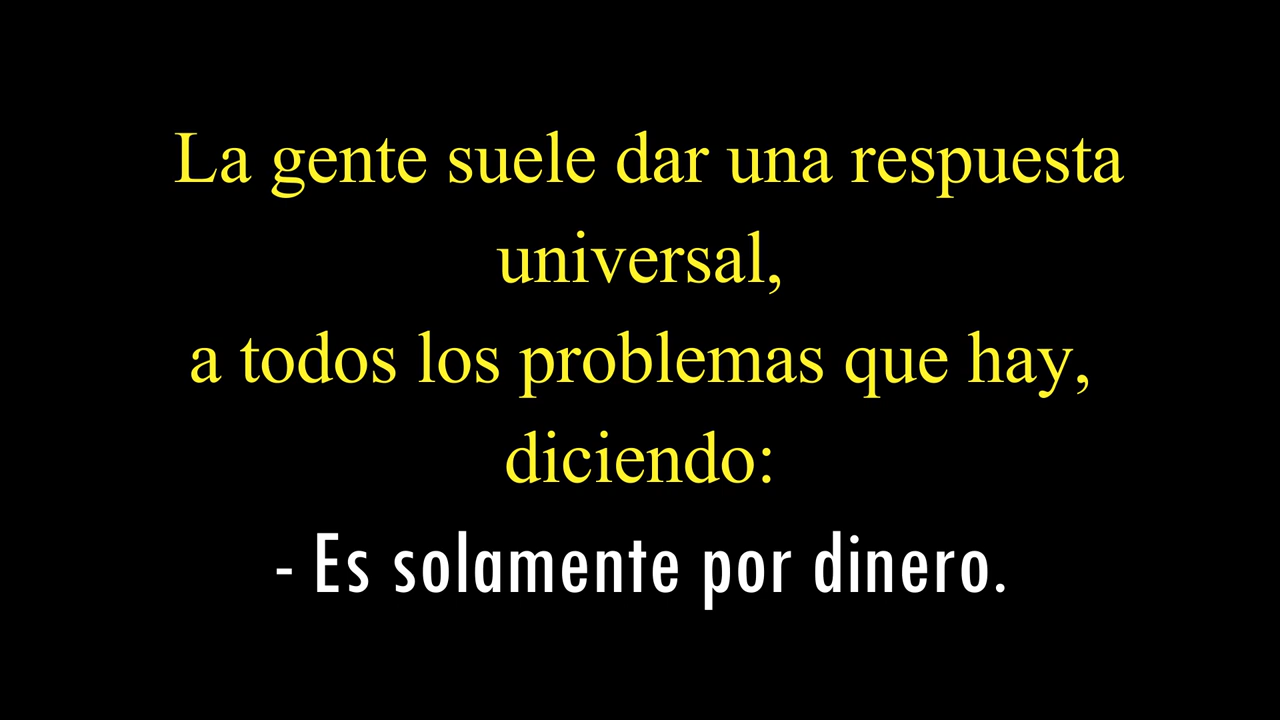 La gente suele dar una respuesta
universal,
a todos los problemas que hay,
diciendo:
- Es solamente por dinero.